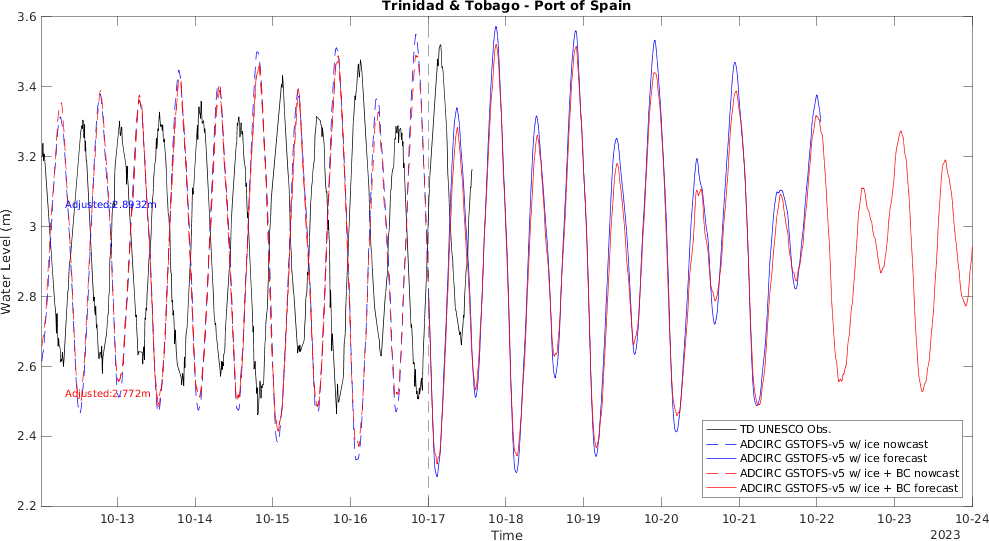 Trinidad & Tobago - Port of Spain
3.6
3.4
3.2
3
2.8
2.6
2.4
2.2
Water Level (m)
Adjusted:2.8932m
Adjusted:2.772m
TD UNESCO Obs.
ADCIRC GSTOFS-v5 w/ ice nowcast
ADCIRC GSTOFS-v5 w/ ice forecast
ADCIRC GSTOFS-v5 w/ ice + BC nowcast
ADCIRC GSTOFS-v5 w/ ice + BC forecast
10-13 10-14 10-15 10-16 10-17 10-18 10-19 10-20 10-21 10-22 10-23 10-24
Time
2023